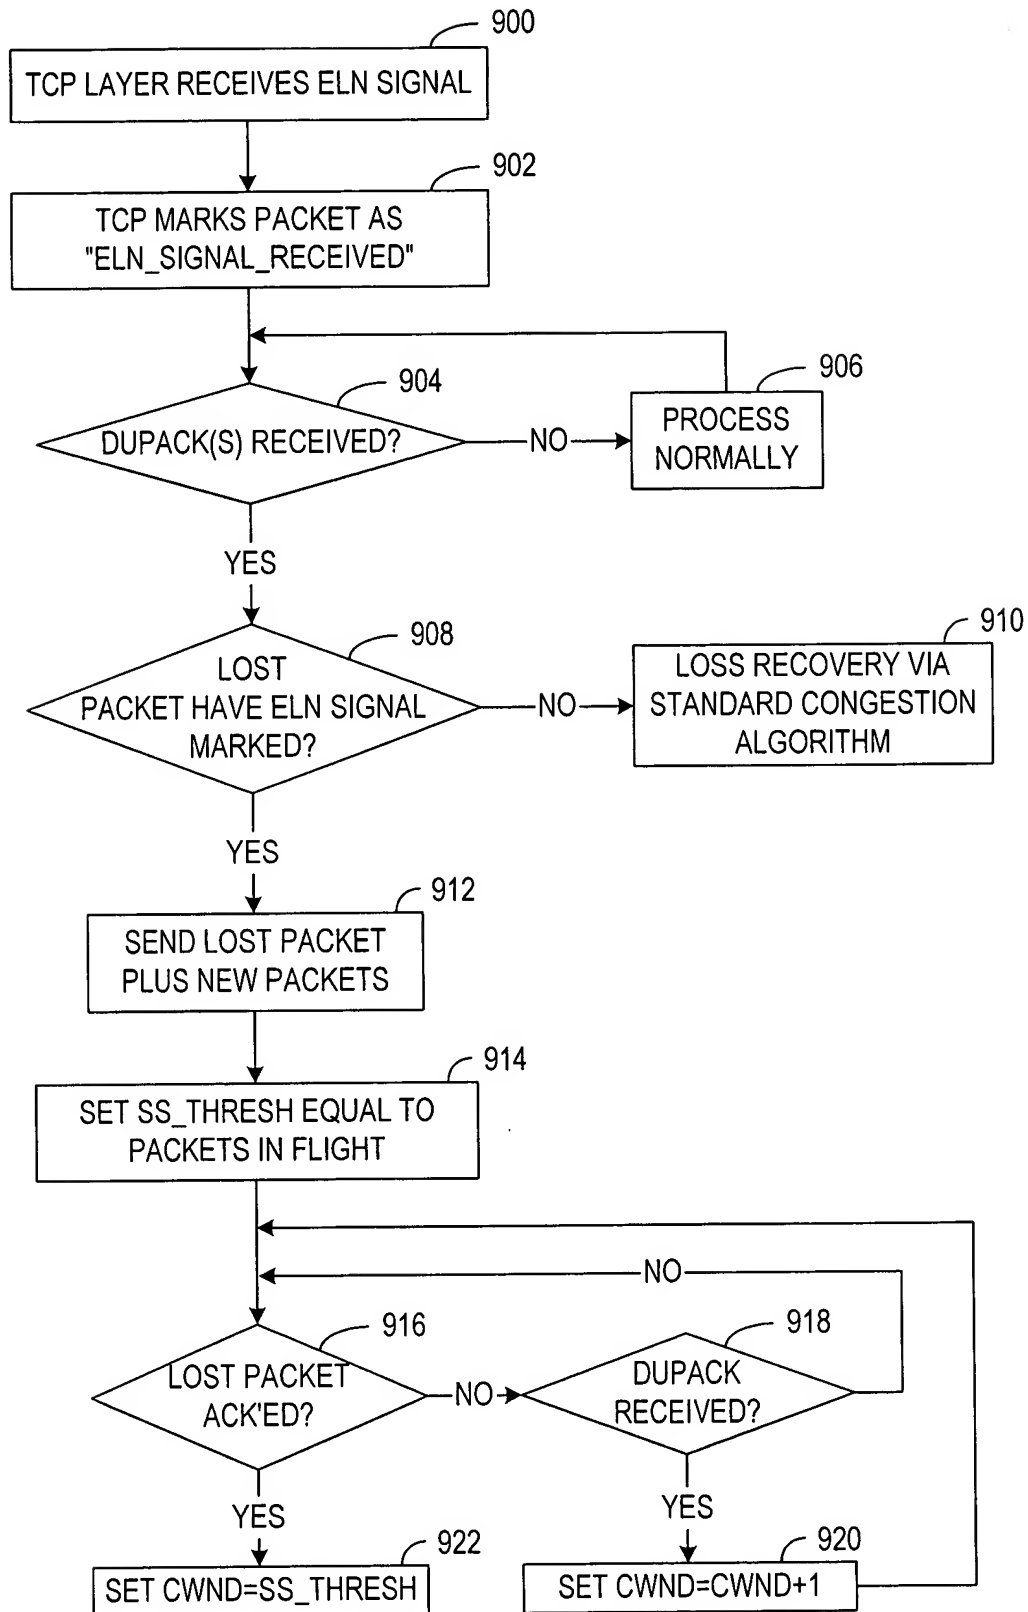 900
TCP LAYER RECEIVES ELN SIGNAL
902
TCP MARKS PACKET AS
"ELN_SIGNAL_RECEIVED"
904
DUPACK(S) RECEIVED?
NO
906
PROCESS
NORMALLY
YES
908
LOST
PACKET HAVE ELN SIGNAL
MARKED?
NO
910
LOSS RECOVERY VIA
STANDARD CONGESTION
ALGORITHM
YES
912
SEND LOST PACKET
PLUS NEW PACKETS
914
SET SS_THRESH EQUAL TO
PACKETS IN FLIGHT
NO
916
LOST PACKET
ACK'ED?
NO
918
DUPACK
RECEIVED?
YES
922
SET CWND=SS_THRESH
YES
920
SET CWND=CWND+1